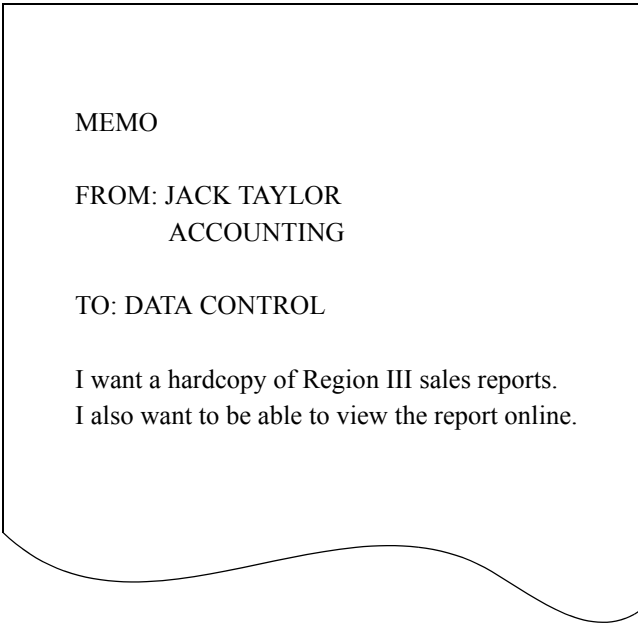 MEMO
FROM: JACK TAYLOR
ACCOUNTING
TO: DATA CONTROL
I want a hardcopy of Region III sales reports.
I also want to be able to view the report online.